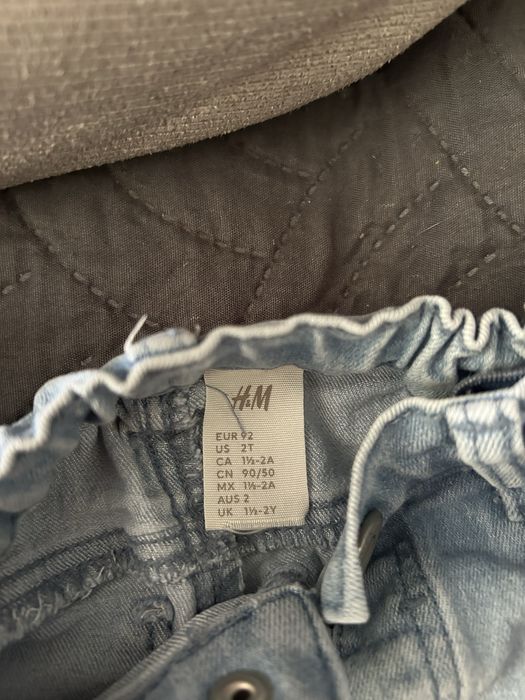 H&M
EUR 92
US 2T
CA 1½-2A
CN 90/50
MX 1½-2A
AUS 2
UK 1½-2Y